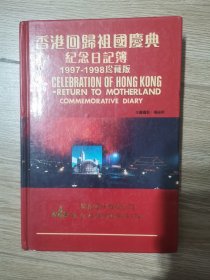 香港回歸祖國慶典
紀念日記簿
1997-1998珍藏版
CELEBRATION OF HONG KONG
-RETURN TO MOTHERLAND
COMMEMORATIVE DIARY